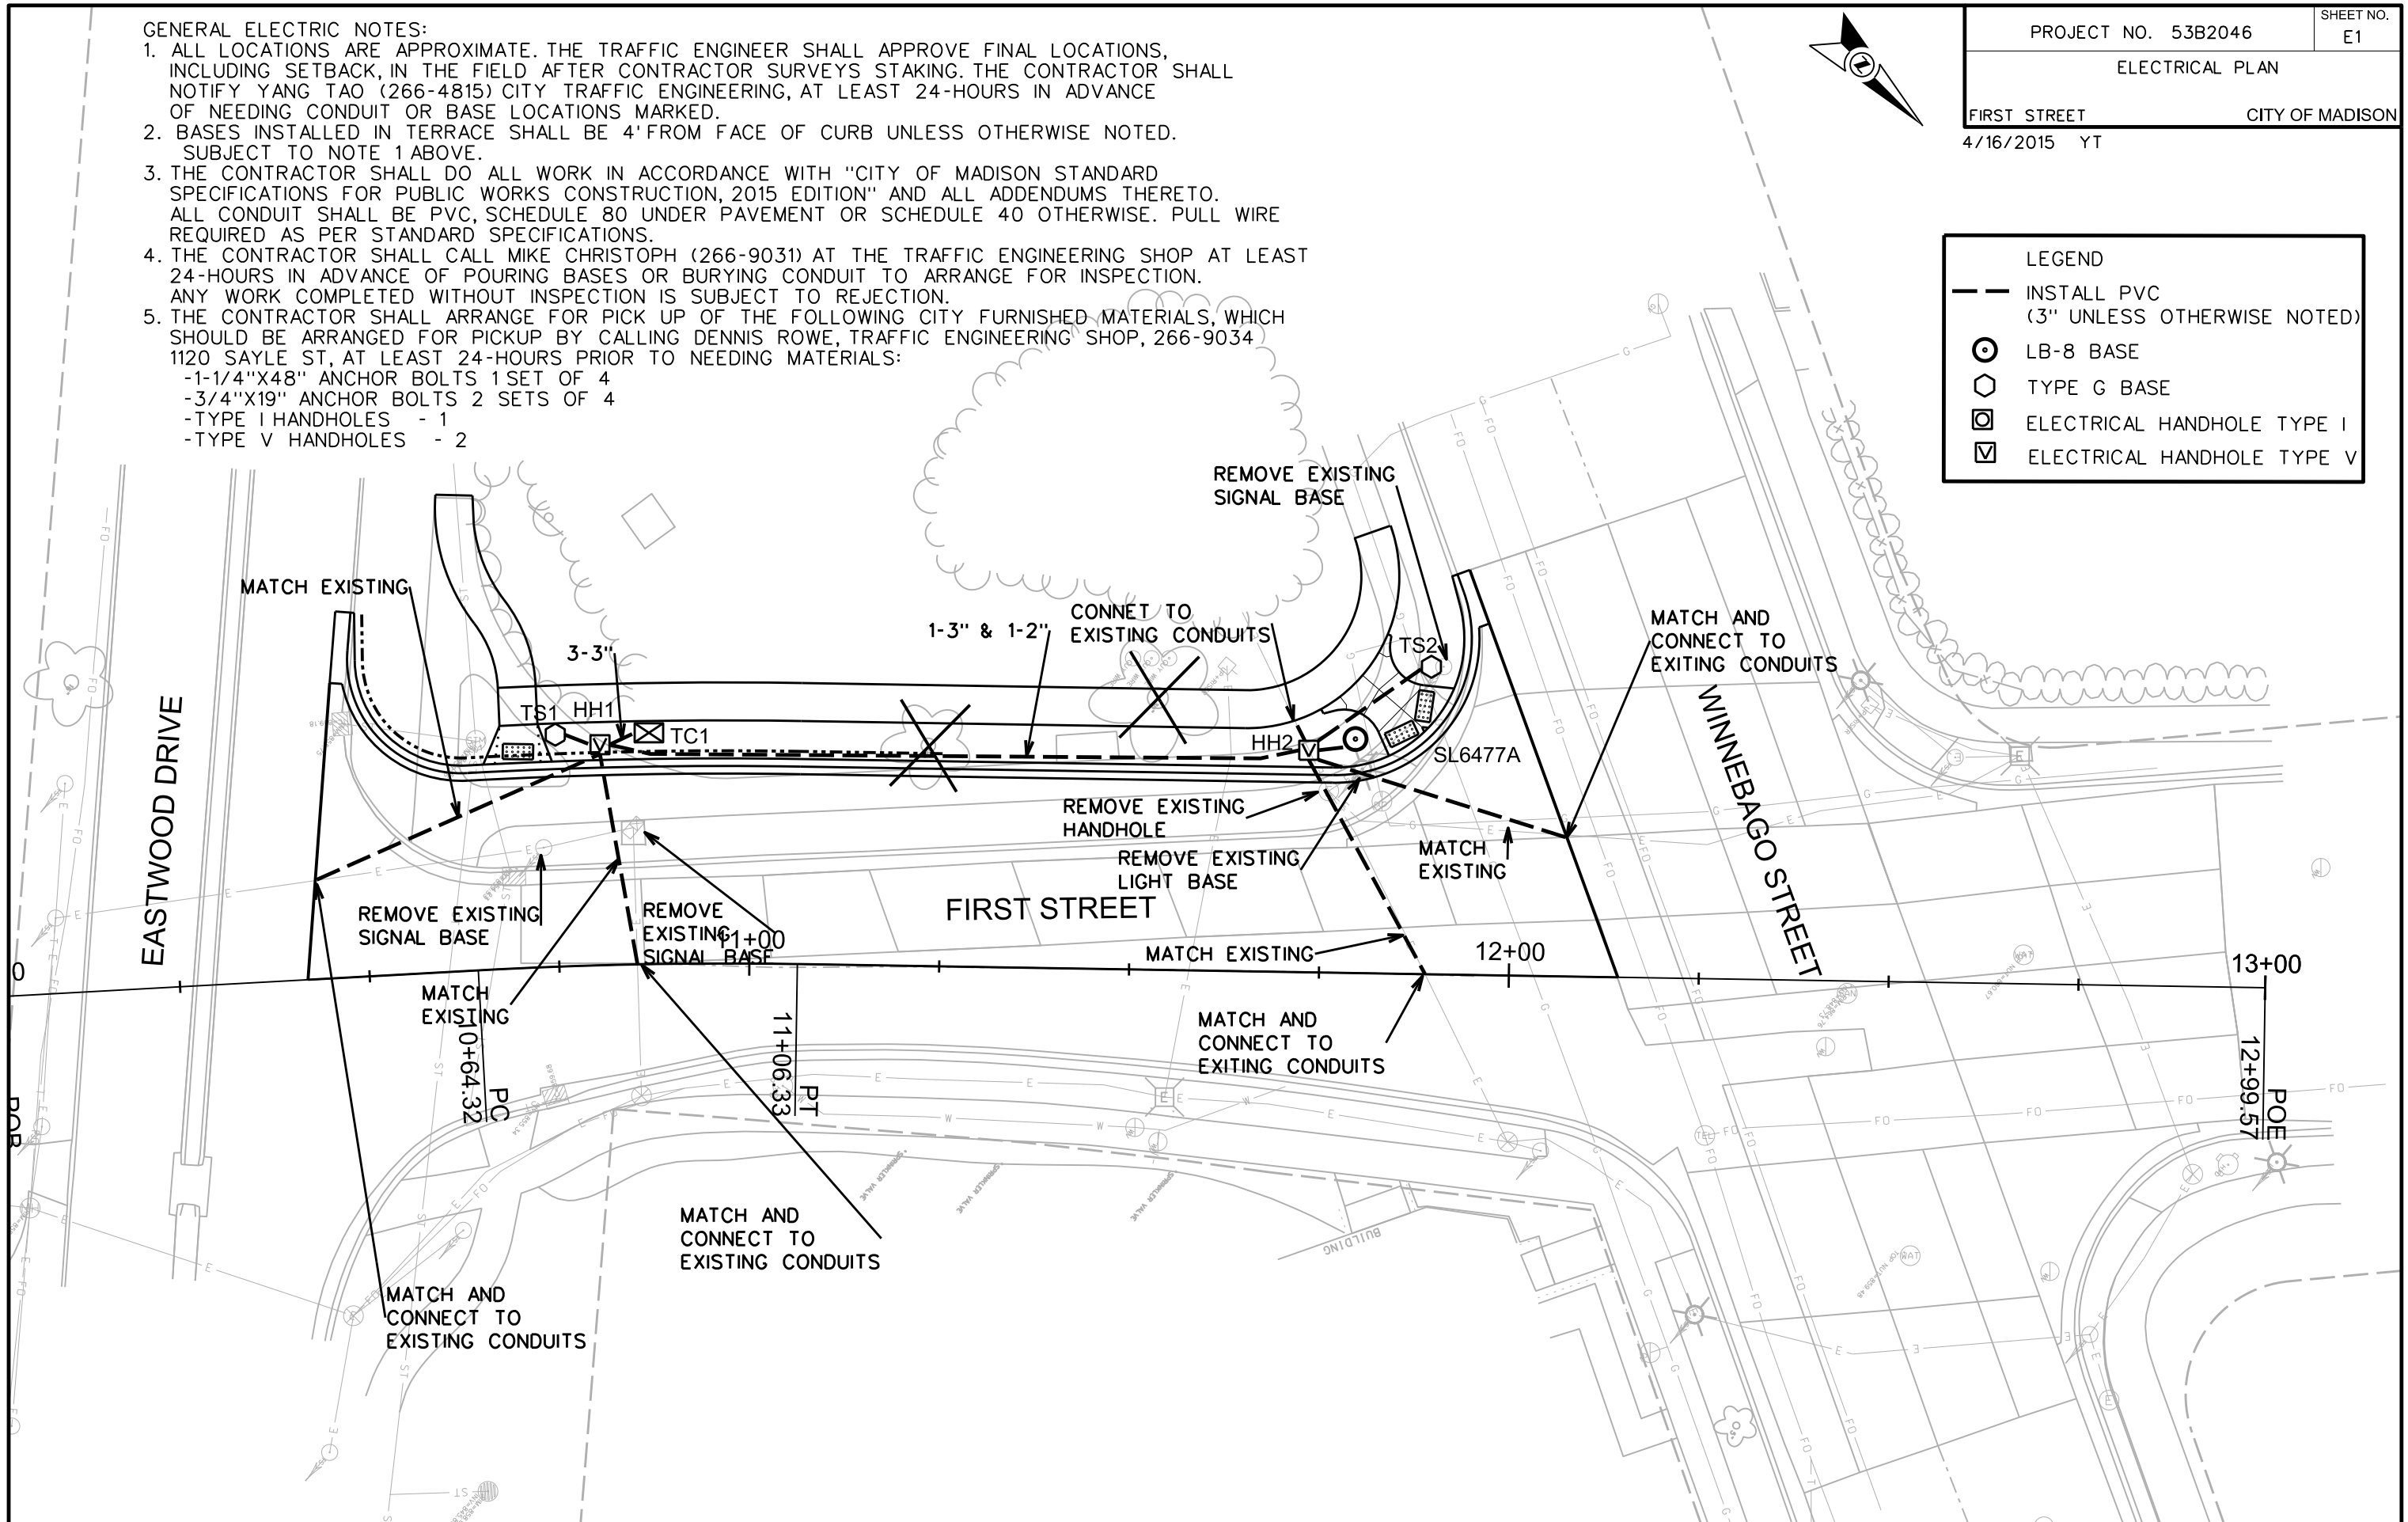 GENERAL ELECTRIC NOTES:
1. ALL LOCATIONS ARE APPROXIMATE. THE TRAFFIC ENGINEER SHALL APPROVE FINAL LOCATIONS,
INCLUDING SETBACK, IN THE FIELD AFTER CONTRACTOR SURVEYS STAKING. THE CONTRACTOR SHALL
NOTIFY YANG TAO (266-4815) CITY TRAFFIC ENGINEERING, AT LEAST 24-HOURS IN ADVANCE
OF NEEDING CONDUIT OR BASE LOCATIONS MARKED.
2. BASES INSTALLED IN TERRACE SHALL BE 4' FROM FACE OF CURB UNLESS OTHERWISE NOTED.
SUBJECT TO NOTE 1 ABOVE.
3. THE CONTRACTOR SHALL DO ALL WORK IN ACCORDANCE WITH "CITY OF MADISON STANDARD
SPECIFICATIONS FOR PUBLIC WORKS CONSTRUCTION, 2015 EDITION" AND ALL ADDENDUMS THERETO.
ALL CONDUIT SHALL BE PVC, SCHEDULE 80 UNDER PAVEMENT OR SCHEDULE 40 OTHERWISE. PULL WIRE
REQUIRED AS PER STANDARD SPECIFICATIONS.
4. THE CONTRACTOR SHALL CALL MIKE CHRISTOPH (266-9031) AT THE TRAFFIC ENGINEERING SHOP AT LEAST
24-HOURS IN ADVANCE OF POURING BASES OR BURYING CONDUIT TO ARRANGE FOR INSPECTION.
ANY WORK COMPLETED WITHOUT INSPECTION IS SUBJECT TO REJECTION.
5. THE CONTRACTOR SHALL ARRANGE FOR PICK UP OF THE FOLLOWING CITY FURNISHED MATERIALS, WHICH
SHOULD BE ARRANGED FOR PICKUP BY CALLING DENNIS ROWE, TRAFFIC ENGINEERING SHOP, 266-9034
1120 SAYLE ST, AT LEAST 24-HOURS PRIOR TO NEEDING MATERIALS:
-1-1/4"X48" ANCHOR BOLTS 1 SET OF 4
-3/4"X19" ANCHOR BOLTS 2 SETS OF 4
-TYPE I HANDHOLES - 1
-TYPE V HANDHOLES - 2
PROJECT NO. 53B2046
SHEET NO.
E1
ELECTRICAL PLAN
FIRST STREET CITY OF MADISON
4/16/2015 YT
LEGEND
INSTALL PVC
(3" UNLESS OTHERWISE NOTED)
LB-8 BASE
TYPE G BASE
ELECTRICAL HANDHOLE TYPE I
ELECTRICAL HANDHOLE TYPE V
REMOVE EXISTING
SIGNAL BASE
MATCH EXISTING
3-3"
1-3" & 1-2"
CONNET TO
EXISTING CONDUITS
TS2
MATCH AND
CONNECT TO
EXITING CONDUITS
TS1
HH1
TC1
HH2
SL6477A
REMOVE EXISTING
HANDHOLE
REMOVE EXISTING
LIGHT BASE
MATCH
EXISTING
EASTWOOD DRIVE
WINNEBAGO STREET
FIRST STREET
REMOVE EXISTING
SIGNAL BASE
REMOVE
EXISTING
SIGNAL BASE
11+00
MATCH EXISTING
12+00
13+00
0
MATCH
EXISTING
10+64.32
PC
11+06.33
PT
MATCH AND
CONNECT TO
EXITING CONDUITS
12+99.57
POE
MATCH AND
CONNECT TO
EXISTING CONDUITS
BUILDING
MATCH AND
CONNECT TO
EXISTING CONDUITS
SPRINKLER VALVE
SPRINKLER VALVE
SPRINKLER VALVE